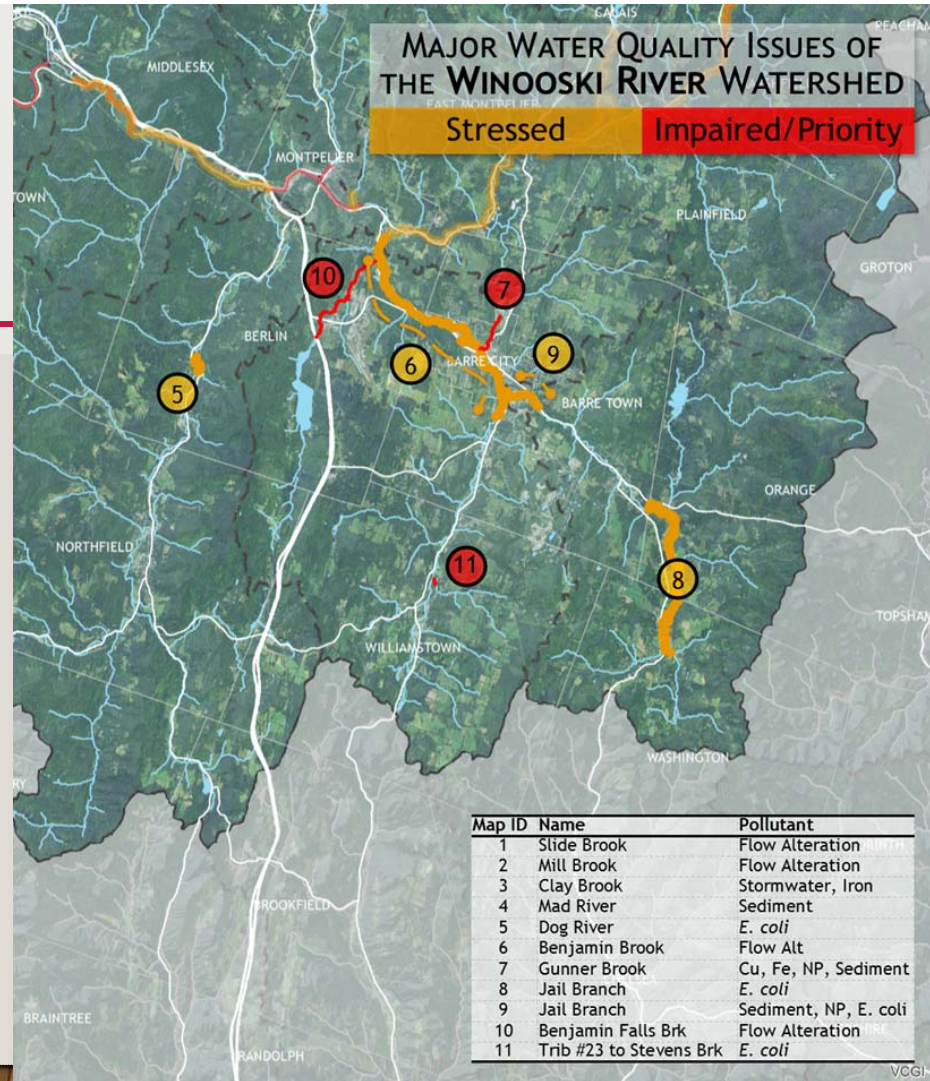 CALAIS
PEACHAM
MAJOR WATER QUALITY ISSUES OF
THE WINOOSKI RIVER WATERSHED
MIDDLESEX
EAST MONTPELIER
Stressed
Impaired/Priority
MONTPELIER
TOWN
PLAINFIELD
GROTON
10
7
BERLIN
BARRE CITY
9
6
5
BARRE TOWN
ORANGE
NORTHFIELD
11
8
TOPSHAM
WILLIAMSTOWN
WASHINGTON
RY
Map ID Name Pollutant
1 Slide Brook Flow Alteration
2 Mill Brook Flow Alteration
3 Clay Brook Stormwater, Iron
4 Mad River Sediment
5 Dog River E. coli
6 Benjamin Brook Flow Alt
7 Gunner Brook Cu, Fe, NP, Sediment
8 Jail Branch E. coli
9 Jail Branch Sediment, NP, E. coli
10 Benjamin Falls Brk Flow Alteration
11 Trib #23 to Stevens Brk E. coli
BROOKFIELD
BRAINTREE
RANDOLPH
VCGI